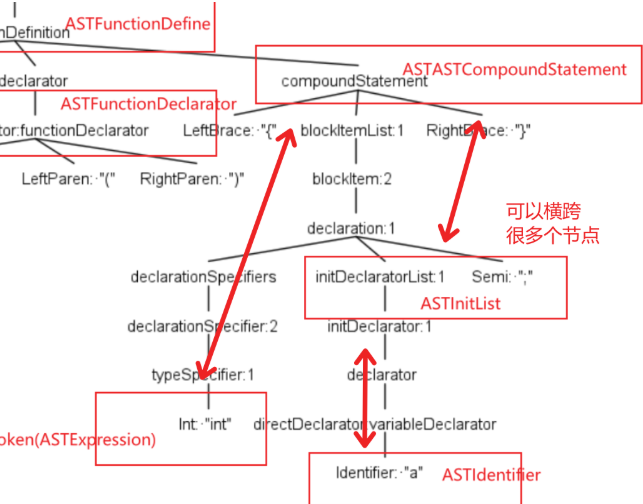 ASTFunctionDefine
nDefinition
declarator
compoundStatement
ASTASTCompoundStatement
ASTFunctionDeclarator
tor:functionDeclarator
LeftBrace: "{"
blockItemList:1
RightBrace: "}"
LeftParen: "("
RightParen: ")"
blockItem:2
可以横跨
很多个节点
declaration:1
declarationSpecifiers
initDeclaratorList:1
Semi: ";"
ASTInitList
declarationSpecifier:2
initDeclarator:1
typeSpecifier:1
declarator
Int: "int"
directDeclarator:variableDeclarator
oken(ASTExpression)
Identifier: "a"
ASTIdentifier